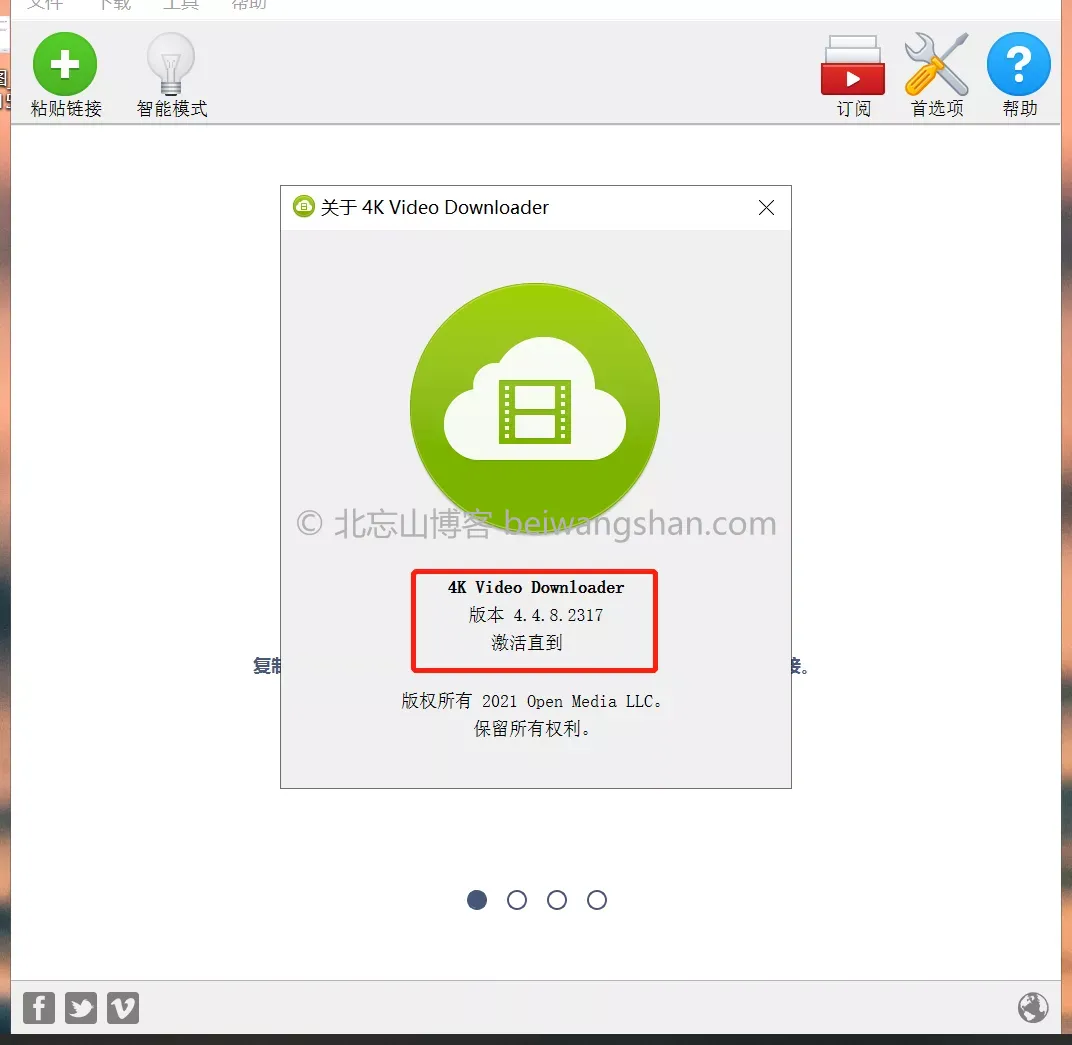 文件 下载 工具 帮助
粘贴链接 智能模式 订阅 首选项 帮助
关于 4K Video Downloader
© 北忘山博客 beiwangshan.com
4K Video Downloader
版本 4.4.8.2317
激活直到
复制 接。
版权所有 2021 Open Media LLC。
保留所有权利。